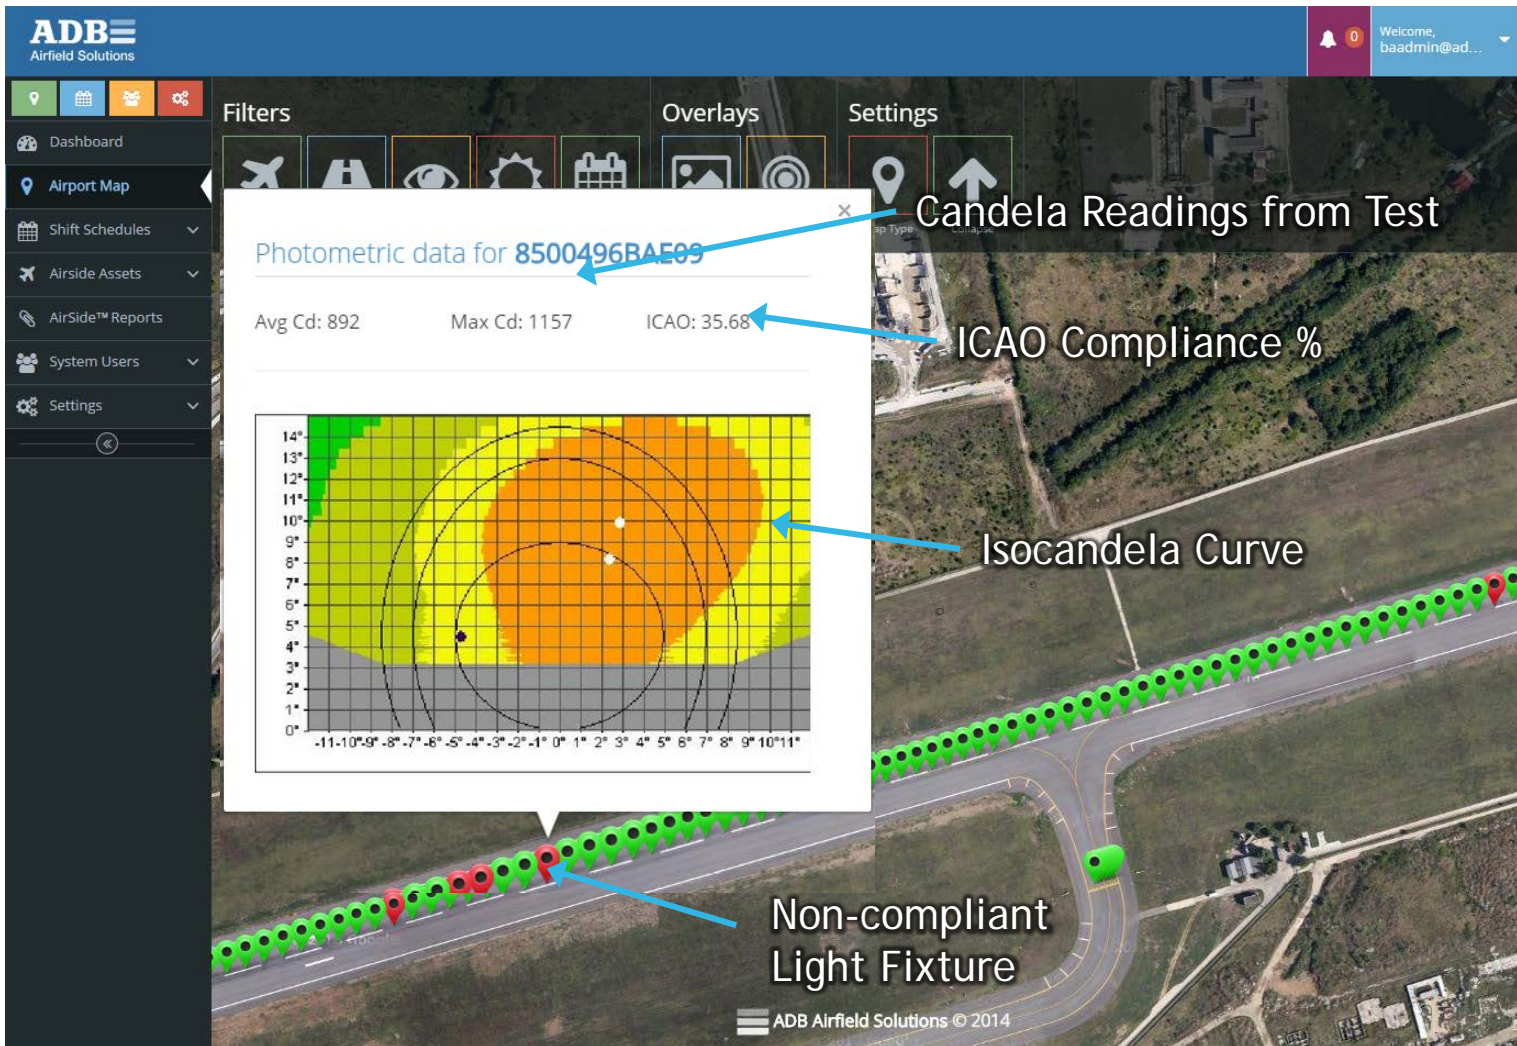 ADB
Airfield Solutions
0
Welcome,
baadmin@ad...
Dashboard
Airport Map
Shift Schedules
Airside Assets
AirSide™ Reports
System Users
Settings
Filters
Overlays
Settings
Map Type
Collapse
×
Photometric data for 8500496BAE09
Avg Cd: 892
Max Cd: 1157
ICAO: 35.68
14°
13°
12°
11°
10°
9°
8°
7°
6°
5°
4°
3°
2°
1°
0°
-11-10°-9° -8°-7° -6° -5° -4° -3° -2° -1° 0° 1° 2° 3° 4° 5° 6° 7° 8° 9° 10°11°
Candela Readings from Test
ICAO Compliance %
Isocandela Curve
Non-compliant
Light Fixture
ADB Airfield Solutions © 2014